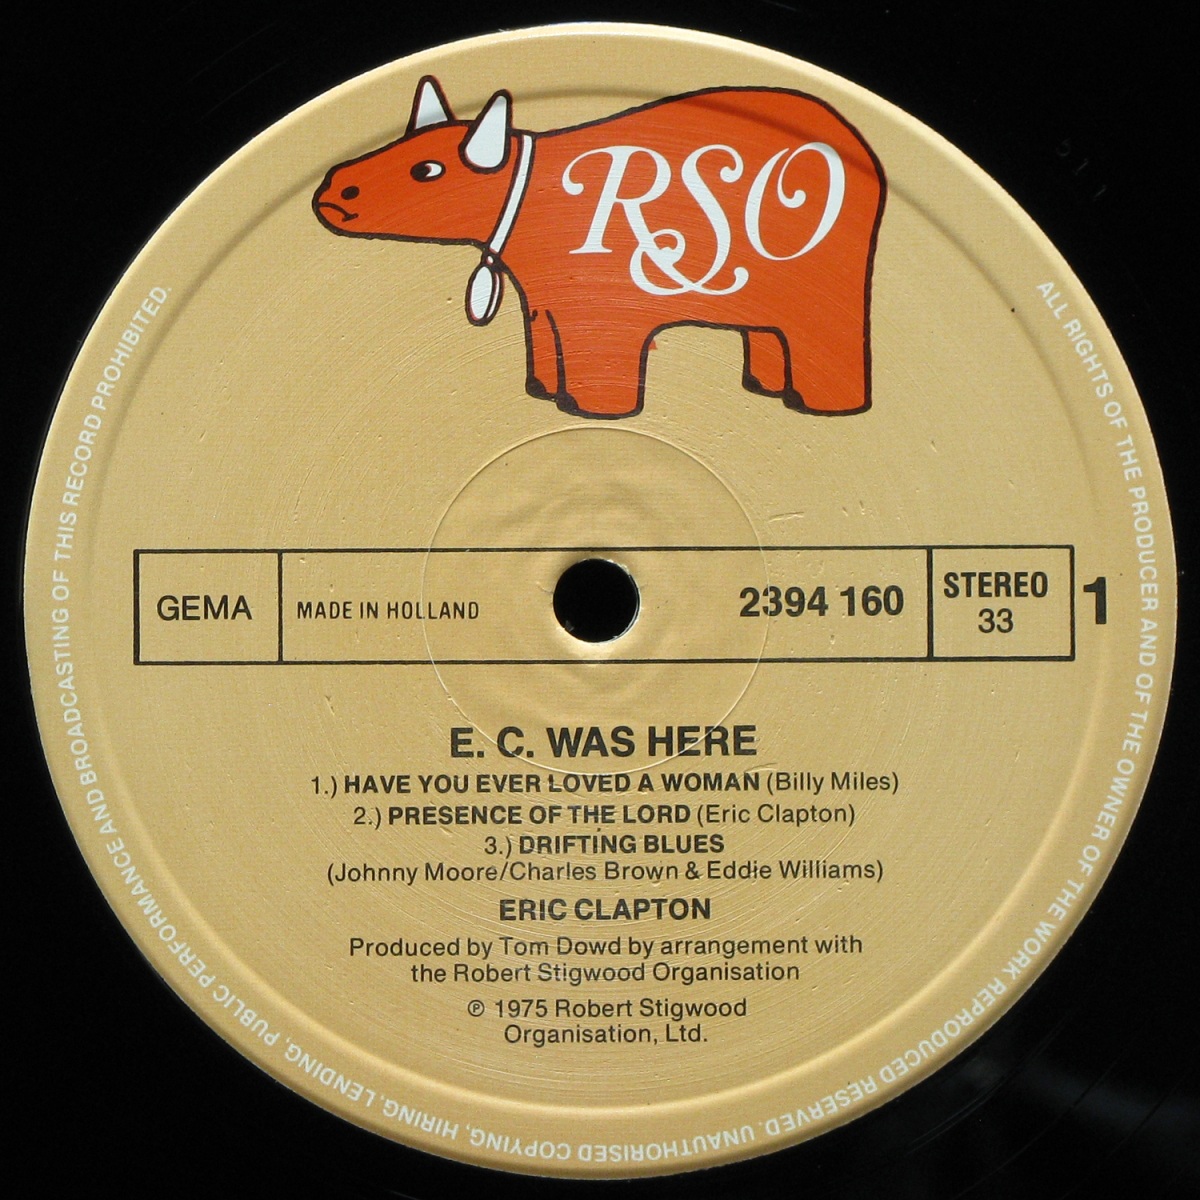 RSO
ALL RIGHTS OF THE PRODUCER AND OF THE OWNER OF THE WORK REPRODUCED RESERVED. UNAUTHORISED COPYING, HIRING, LENDING, PUBLIC PERFORMANCE AND BROADCASTING OF THIS RECORD PROHIBITED.
GEMA MADE IN HOLLAND 2394 160 STEREO 33 1
E. C. WAS HERE
1.) HAVE YOU EVER LOVED A WOMAN (Billy Miles)
2.) PRESENCE OF THE LORD (Eric Clapton)
3.) DRIFTING BLUES
(Johnny Moore/Charles Brown & Eddie Williams)
ERIC CLAPTON
Produced by Tom Dowd by arrangement with
the Robert Stigwood Organisation
℗ 1975 Robert Stigwood
Organisation, Ltd.